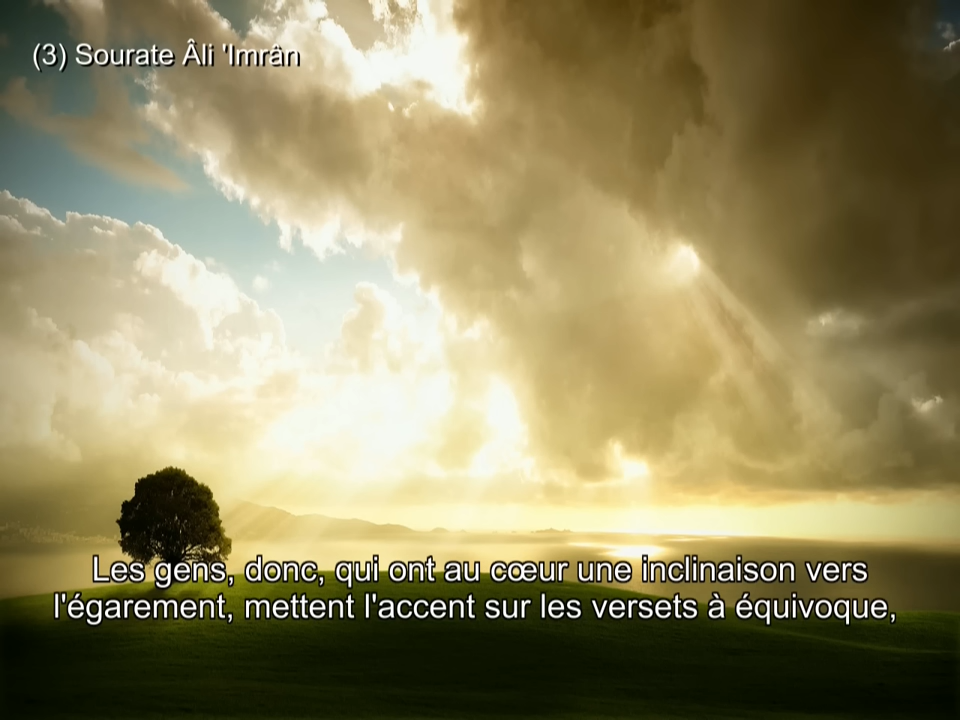 (3) Sourate Âli 'Imrân
Les gens, donc, qui ont au cœur une inclinaison vers
l'égarement, mettent l'accent sur les versets à équivoque,